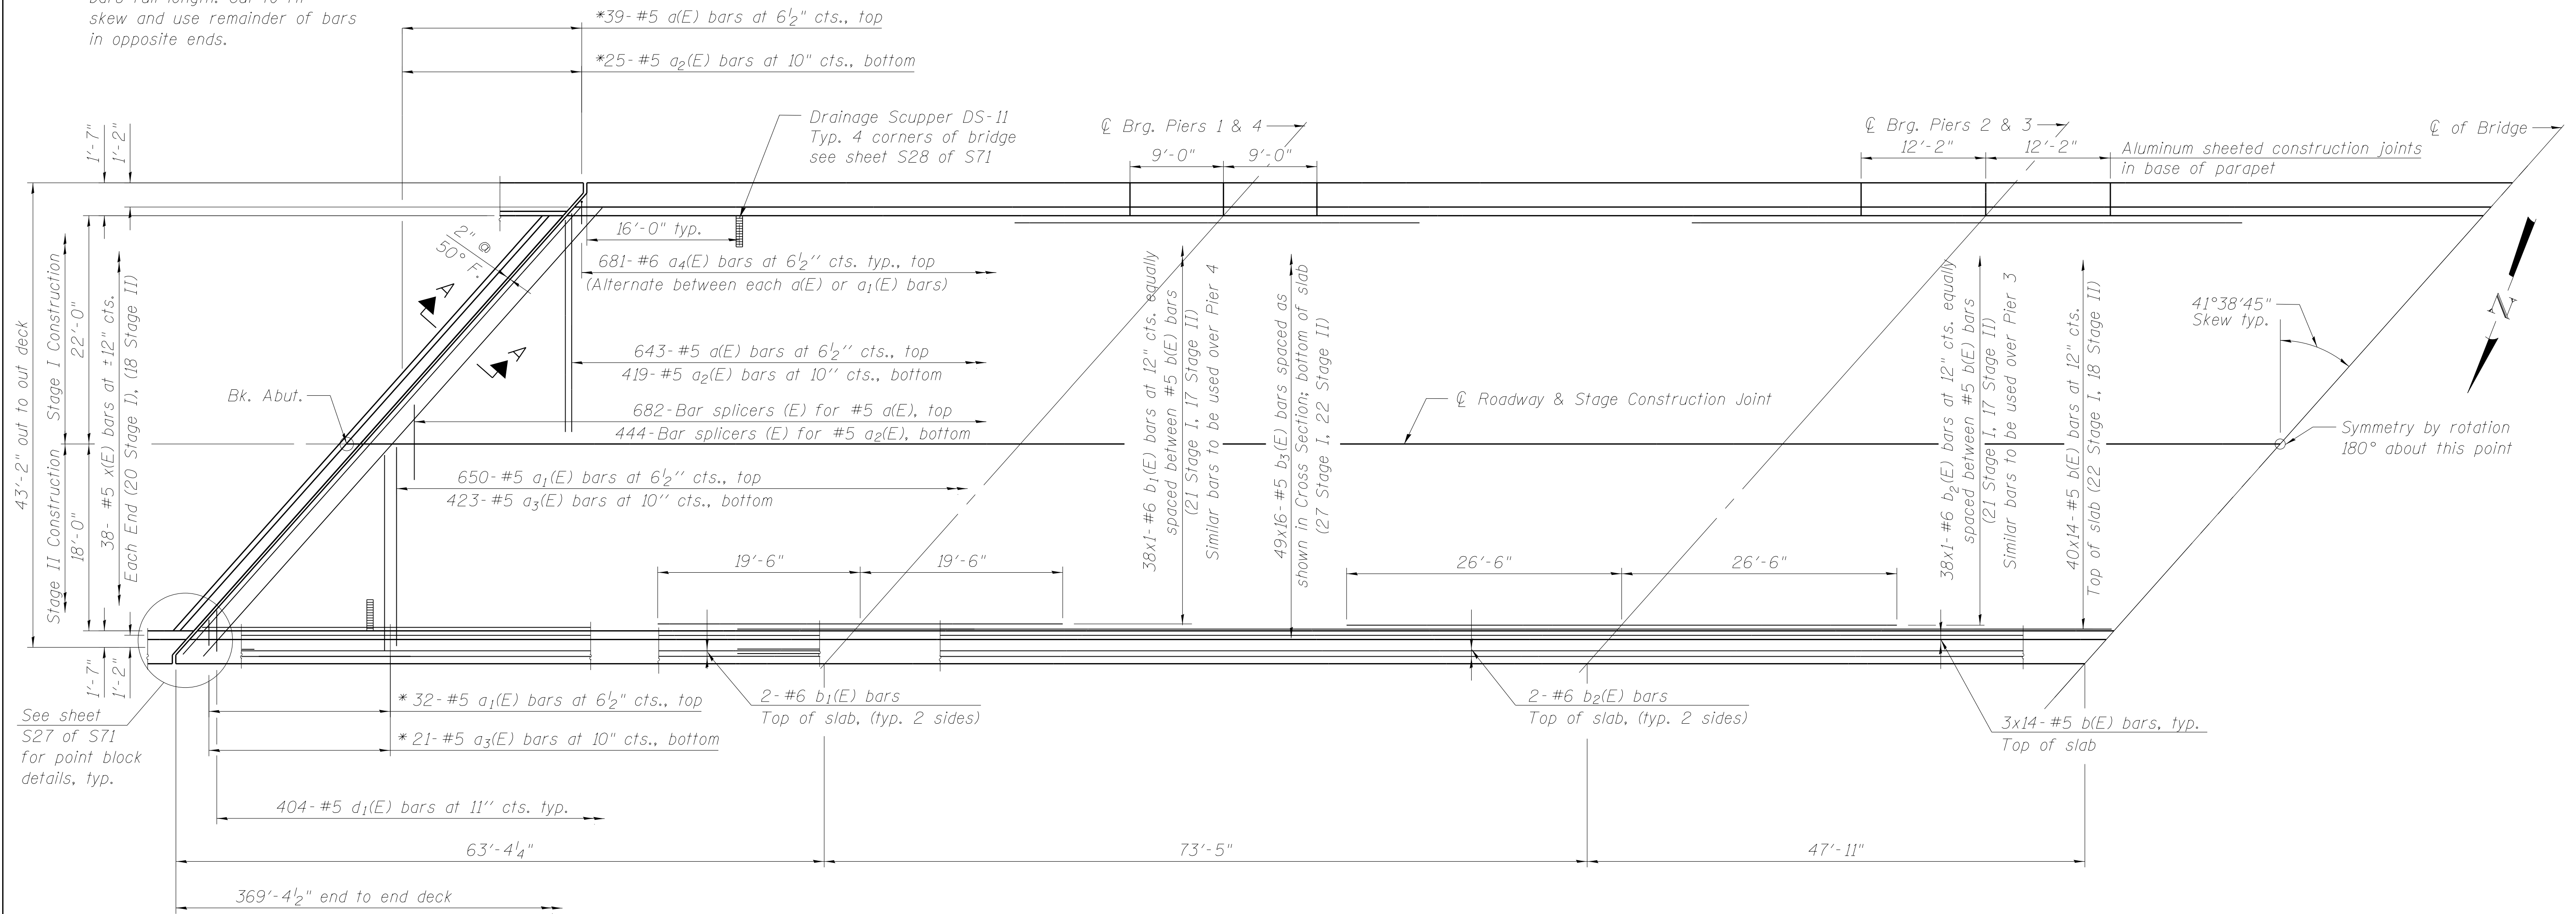 bars full length. Cut to fit
skew and use remainder of bars
in opposite ends.
*39-#5 a(E) bars at 6½" cts., top
*25-#5 a₂(E) bars at 10" cts., bottom
Drainage Scupper DS-11
Typ. 4 corners of bridge
see sheet S28 of S71
℄ Brg. Piers 1 & 4
9'-0"
9'-0"
℄ Brg. Piers 2 & 3
12'-2"
12'-2"
Aluminum sheeted construction joints
in base of parapet
℄ of Bridge
1'-7"
1'-2"
16'-0" typ.
2" @
50° F.
681-#6 a₄(E) bars at 6½'' cts. typ., top
(Alternate between each a(E) or a₁(E) bars)
A
A
643-#5 a(E) bars at 6½'' cts., top
419-#5 a₂(E) bars at 10'' cts., bottom
682-Bar splicers (E) for #5 a(E), top
444-Bar splicers (E) for #5 a₂(E), bottom
650-#5 a₁(E) bars at 6½'' cts., top
423-#5 a₃(E) bars at 10'' cts., bottom
Bk. Abut.
43'-2" out to out deck
Stage I Construction
22'-0"
Stage II Construction
18'-0"
38- #5 x(E) bars at ±12" cts.
Each End (20 Stage I), (18 Stage II)
1'-7"
1'-2"
38x1-#6 b₁(E) bars at 12" cts. equally
spaced between #5 b(E) bars
(21 Stage I, 17 Stage II)
Similar bars to be used over Pier 4
49x16-#5 b₃(E) bars spaced as
shown in Cross Section; bottom of slab
(27 Stage I, 22 Stage II)
℄ Roadway & Stage Construction Joint
38x1-#6 b₂(E) bars at 12" cts. equally
spaced between #5 b(E) bars
(21 Stage I, 17 Stage II)
Similar bars to be used over Pier 3
40x14-#5 b(E) bars at 12" cts.
Top of slab (22 Stage I, 18 Stage II)
41°38'45"
Skew typ.
N
Symmetry by rotation
180° about this point
19'-6"
19'-6"
26'-6"
26'-6"
See sheet
S27 of S71
for point block
details, typ.
* 32-#5 a₁(E) bars at 6½" cts., top
* 21-#5 a₃(E) bars at 10" cts., bottom
2-#6 b₁(E) bars
Top of slab, (typ. 2 sides)
2-#6 b₂(E) bars
Top of slab, (typ. 2 sides)
3x14-#5 b(E) bars, typ.
Top of slab
404-#5 d₁(E) bars at 11'' cts. typ.
63'-4¼"
73'-5"
47'-11"
369'-4½" end to end deck